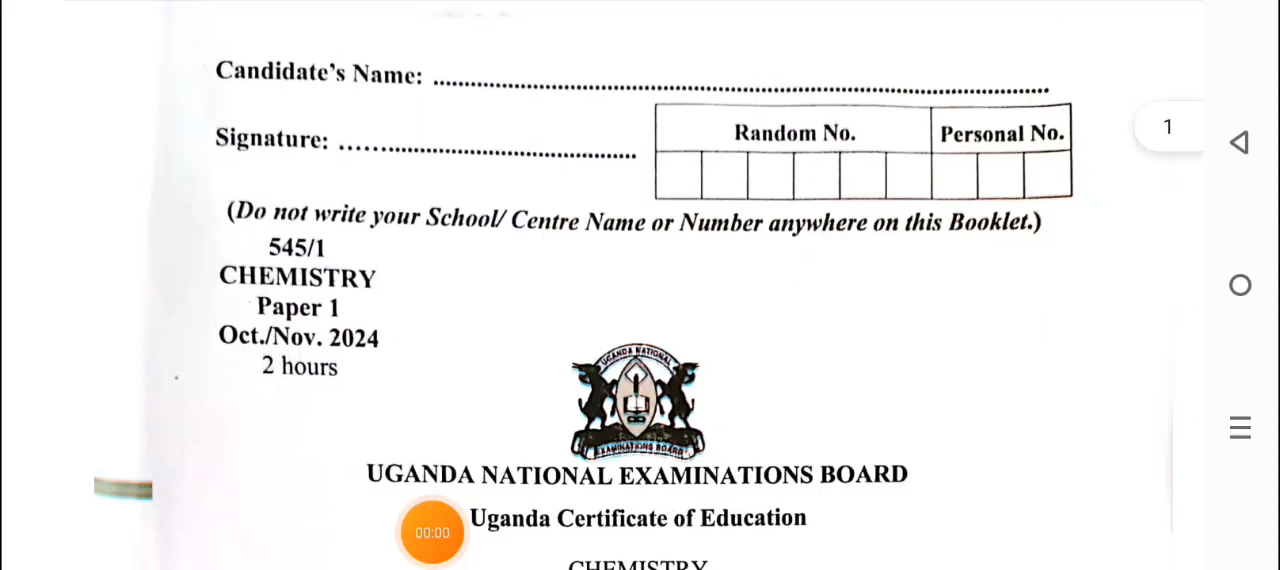 Candidate's Name: ........................................................................
Signature: ................................................
Random No. Personal No.
1
(Do not write your School/ Centre Name or Number anywhere on this Booklet.)
545/1
CHEMISTRY
Paper 1
Oct./Nov. 2024
2 hours
UGANDA NATIONAL
EXAMINATIONS BOARD
UGANDA NATIONAL EXAMINATIONS BOARD
00:00
Uganda Certificate of Education
CHEMISTRY